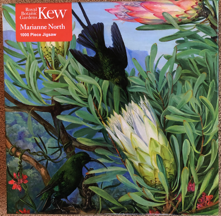 Royal
Botanic
Gardens
Kew
Marianne North
1000 Piece Jigsaw